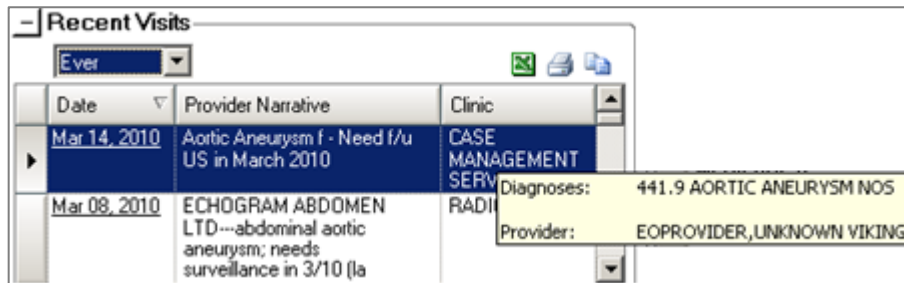 Recent Visits
Ever
Date Provider Narrative Clinic
Mar 14, 2010 Aortic Aneurysm f - Need f/u CASE
US in March 2010 MANAGEMENT
SERV
Diagnoses: 441.9 AORTIC ANEURYSM NOS
Mar 08, 2010 ECHOGRAM ABDOMEN
LTD---abdominal aortic
Provider: EOPROVIDER,UNKNOWN VIKING
aneurysm; needs
surveillance in 3/10 (la